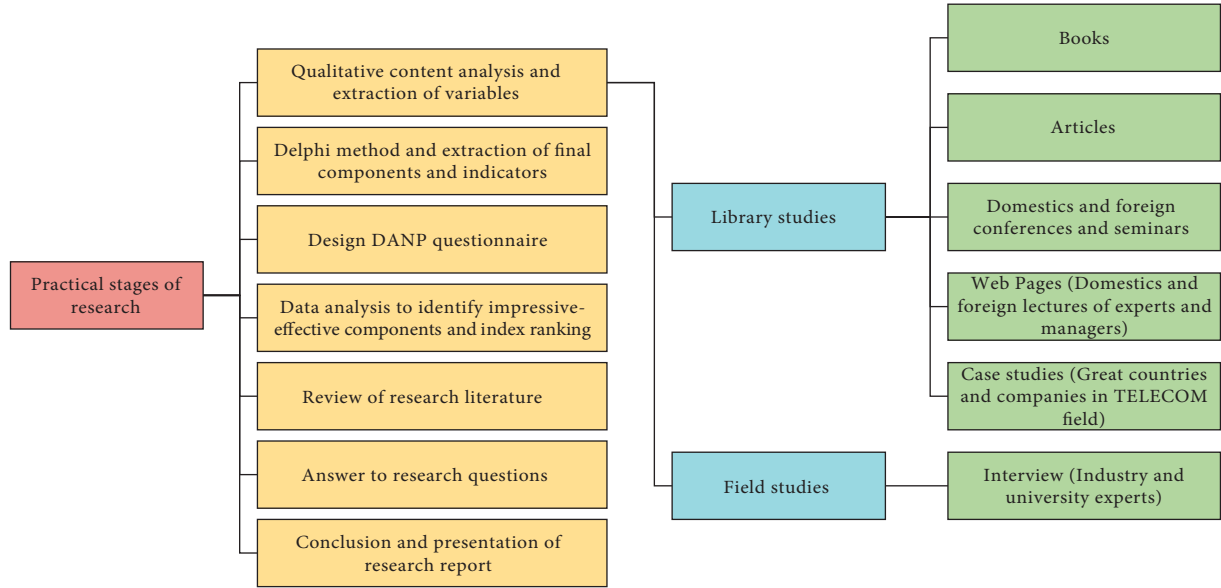 Practical stages of
research
Qualitative content analysis and
extraction of variables
Delphi method and extraction of final
components and indicators
Design DANP questionnaire
Data analysis to identify impressive-
effective components and index ranking
Review of research literature
Answer to research questions
Conclusion and presentation of
research report
Library studies
Field studies
Books
Articles
Domestics and foreign
conferences and seminars
Web Pages (Domestics and
foreign lectures of experts and
managers)
Case studies (Great countries
and companies in TELECOM
field)
Interview (Industry and
university experts)